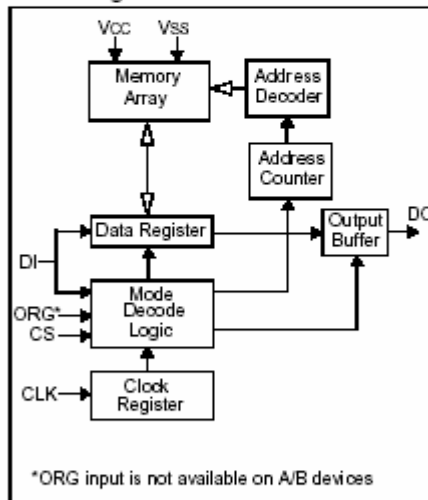 VCC VSS
Memory
Array
Address
Decoder
Address
Counter
Data Register
Output
Buffer
DO
DI
Mode
Decode
Logic
ORG*
CS
CLK
Clock
Register
*ORG input is not available on A/B devices